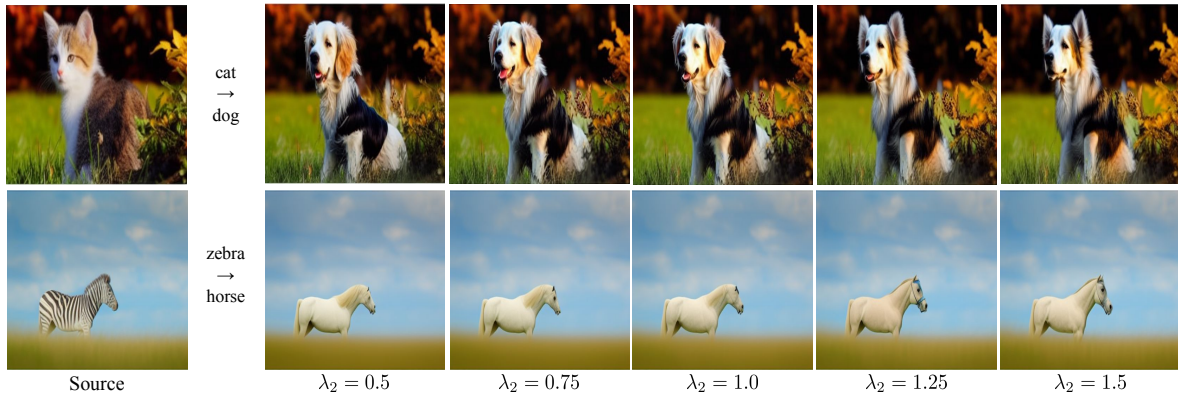 cat
→
dog
zebra
→
horse
Source
λ₂ = 0.5
λ₂ = 0.75
λ₂ = 1.0
λ₂ = 1.25
λ₂ = 1.5